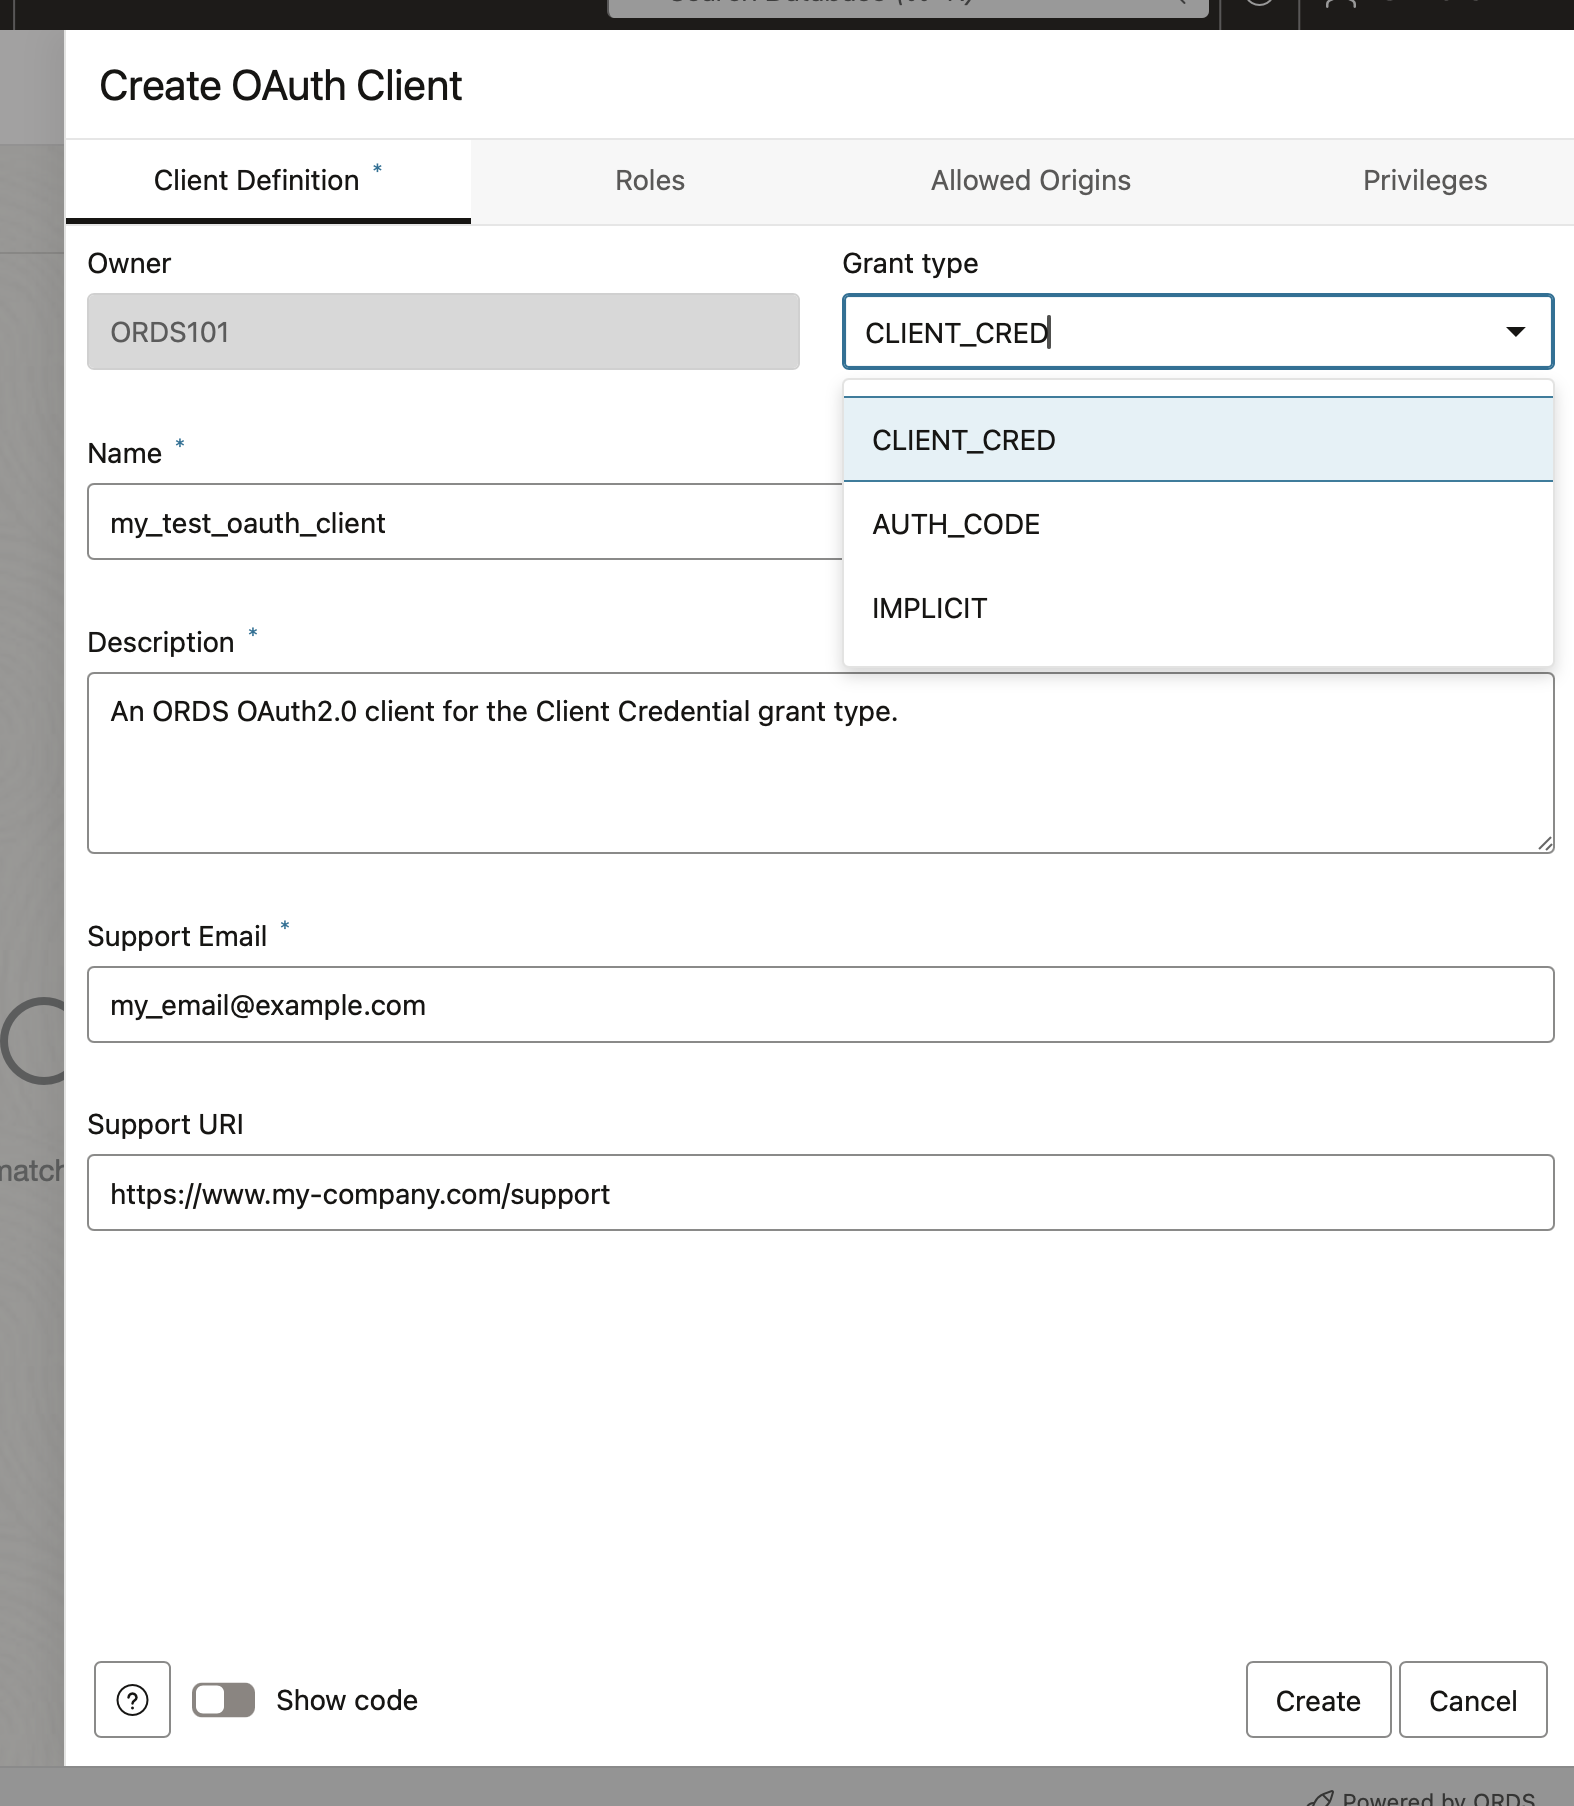 Create OAuth Client
Client Definition * Roles Allowed Origins Privileges
Owner
ORDS101
Grant type
CLIENT_CRED
CLIENT_CRED
AUTH_CODE
IMPLICIT
Name *
my_test_oauth_client
Description *
An ORDS OAuth2.0 client for the Client Credential grant type.
Support Email *
my_email@example.com
Support URI
https://www.my-company.com/support
? Show code Create Cancel
Powered by ORDS